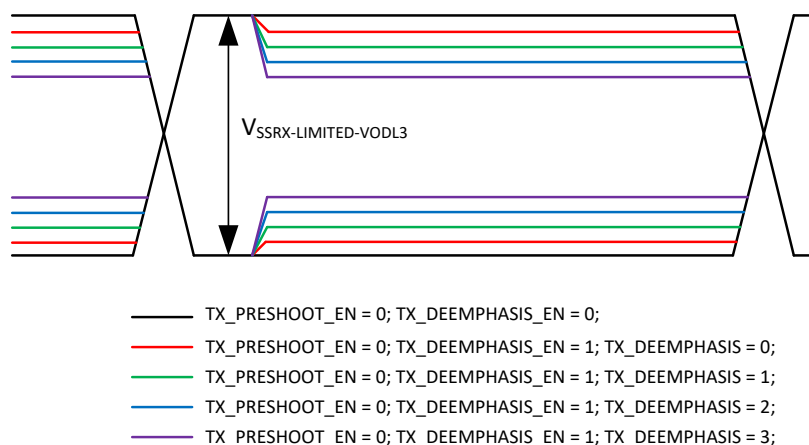 VSSRX-LIMITED-VODL3
TX_PRESHOOT_EN = 0; TX_DEEMPHASIS_EN = 0;
TX_PRESHOOT_EN = 0; TX_DEEMPHASIS_EN = 1; TX_DEEMPHASIS = 0;
TX_PRESHOOT_EN = 0; TX_DEEMPHASIS_EN = 1; TX_DEEMPHASIS = 1;
TX_PRESHOOT_EN = 0; TX_DEEMPHASIS_EN = 1; TX_DEEMPHASIS = 2;
TX_PRESHOOT_EN = 0; TX_DEEMPHASIS_EN = 1; TX_DEEMPHASIS = 3;